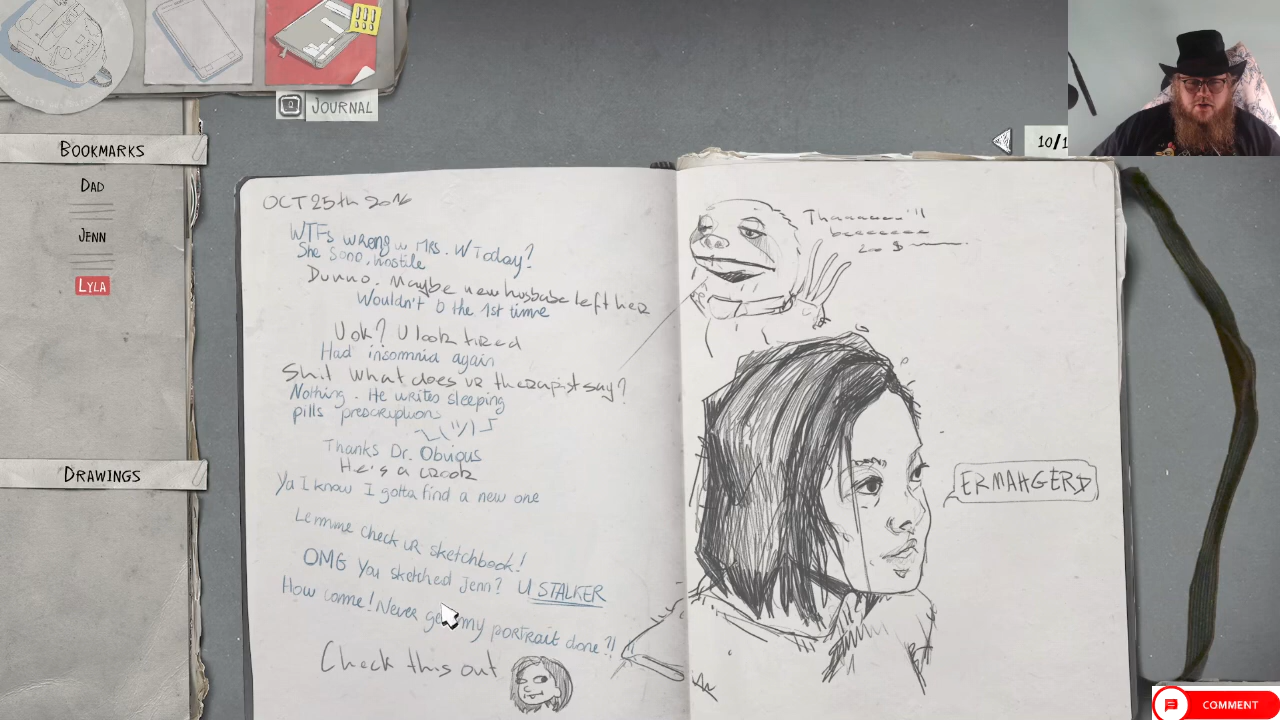 JOURNAL
10/1
BOOKMARKS
DAD
JENN
LYLA
DRAWINGS
OCT 25th 2016
WTFs wrong w MRS. W Today?
She Sooo, hostile
Dunno. Maybe new husbabe left her
Wouldn't b the 1st time
U ok? U look tired
Had insomnia again
Shit What does ur therapist say?
Nothing. He writes sleeping
pills prescriptions
Thanks Dr. Obvious
He's a crook
Ya I know I gotta find a new one
Lemme check ur sketchbook!
OMG You sketched Jenn? U STALKER
How come! Never get my portrait done?!
Check this out
ERMAHGERD
COMMENT